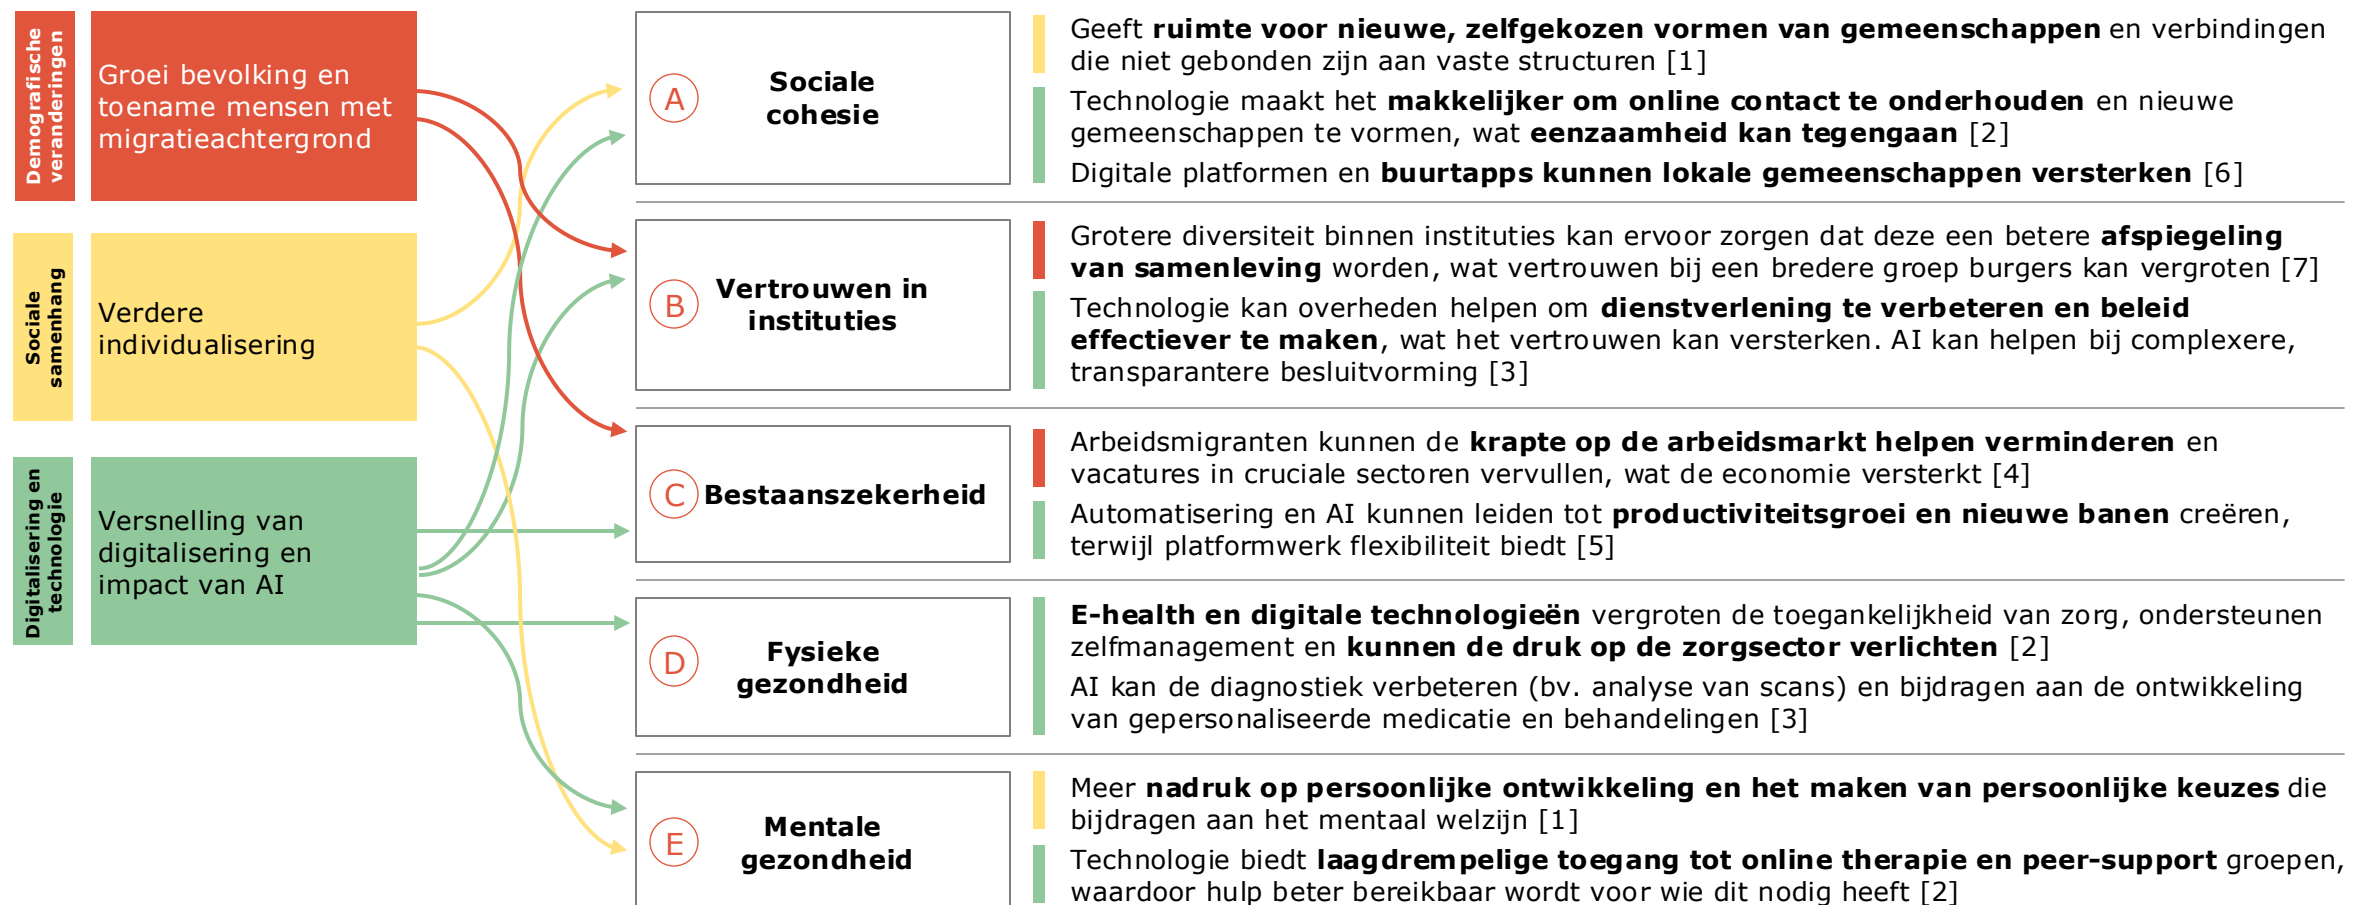 Demografische
veranderingen
Groei bevolking en
toename mensen met
migratieachtergrond
Sociale
samenhang
Verdere
individualisering
Digitalisering en
technologie
Versnelling van
digitalisering en
impact van AI
A
Sociale
cohesie
Geeft ruimte voor nieuwe, zelfgekozen vormen van gemeenschappen en verbindingen
die niet gebonden zijn aan vaste structuren [1]
Technologie maakt het makkelijker om online contact te onderhouden en nieuwe
gemeenschappen te vormen, wat eenzaamheid kan tegengaan [2]
Digitale platformen en buurtapps kunnen lokale gemeenschappen versterken [6]
B
Vertrouwen in
instituties
Grotere diversiteit binnen instituties kan ervoor zorgen dat deze een betere afspiegeling
van samenleving worden, wat vertrouwen bij een bredere groep burgers kan vergroten [7]
Technologie kan overheden helpen om dienstverlening te verbeteren en beleid
effectiever te maken, wat het vertrouwen kan versterken. AI kan helpen bij complexere,
transparantere besluitvorming [3]
C
Bestaanszekerheid
Arbeidsmigranten kunnen de krapte op de arbeidsmarkt helpen verminderen en
vacatures in cruciale sectoren vervullen, wat de economie versterkt [4]
Automatisering en AI kunnen leiden tot productiviteitsgroei en nieuwe banen creëren,
terwijl platformwerk flexibiliteit biedt [5]
D
Fysieke
gezondheid
E-health en digitale technologieën vergroten de toegankelijkheid van zorg, ondersteunen
zelfmanagement en kunnen de druk op de zorgsector verlichten [2]
AI kan de diagnostiek verbeteren (bv. analyse van scans) en bijdragen aan de ontwikkeling
van gepersonaliseerde medicatie en behandelingen [3]
E
Mentale
gezondheid
Meer nadruk op persoonlijke ontwikkeling en het maken van persoonlijke keuzes die
bijdragen aan het mentaal welzijn [1]
Technologie biedt laagdrempelige toegang tot online therapie en peer-support groepen,
waardoor hulp beter bereikbaar wordt voor wie dit nodig heeft [2]